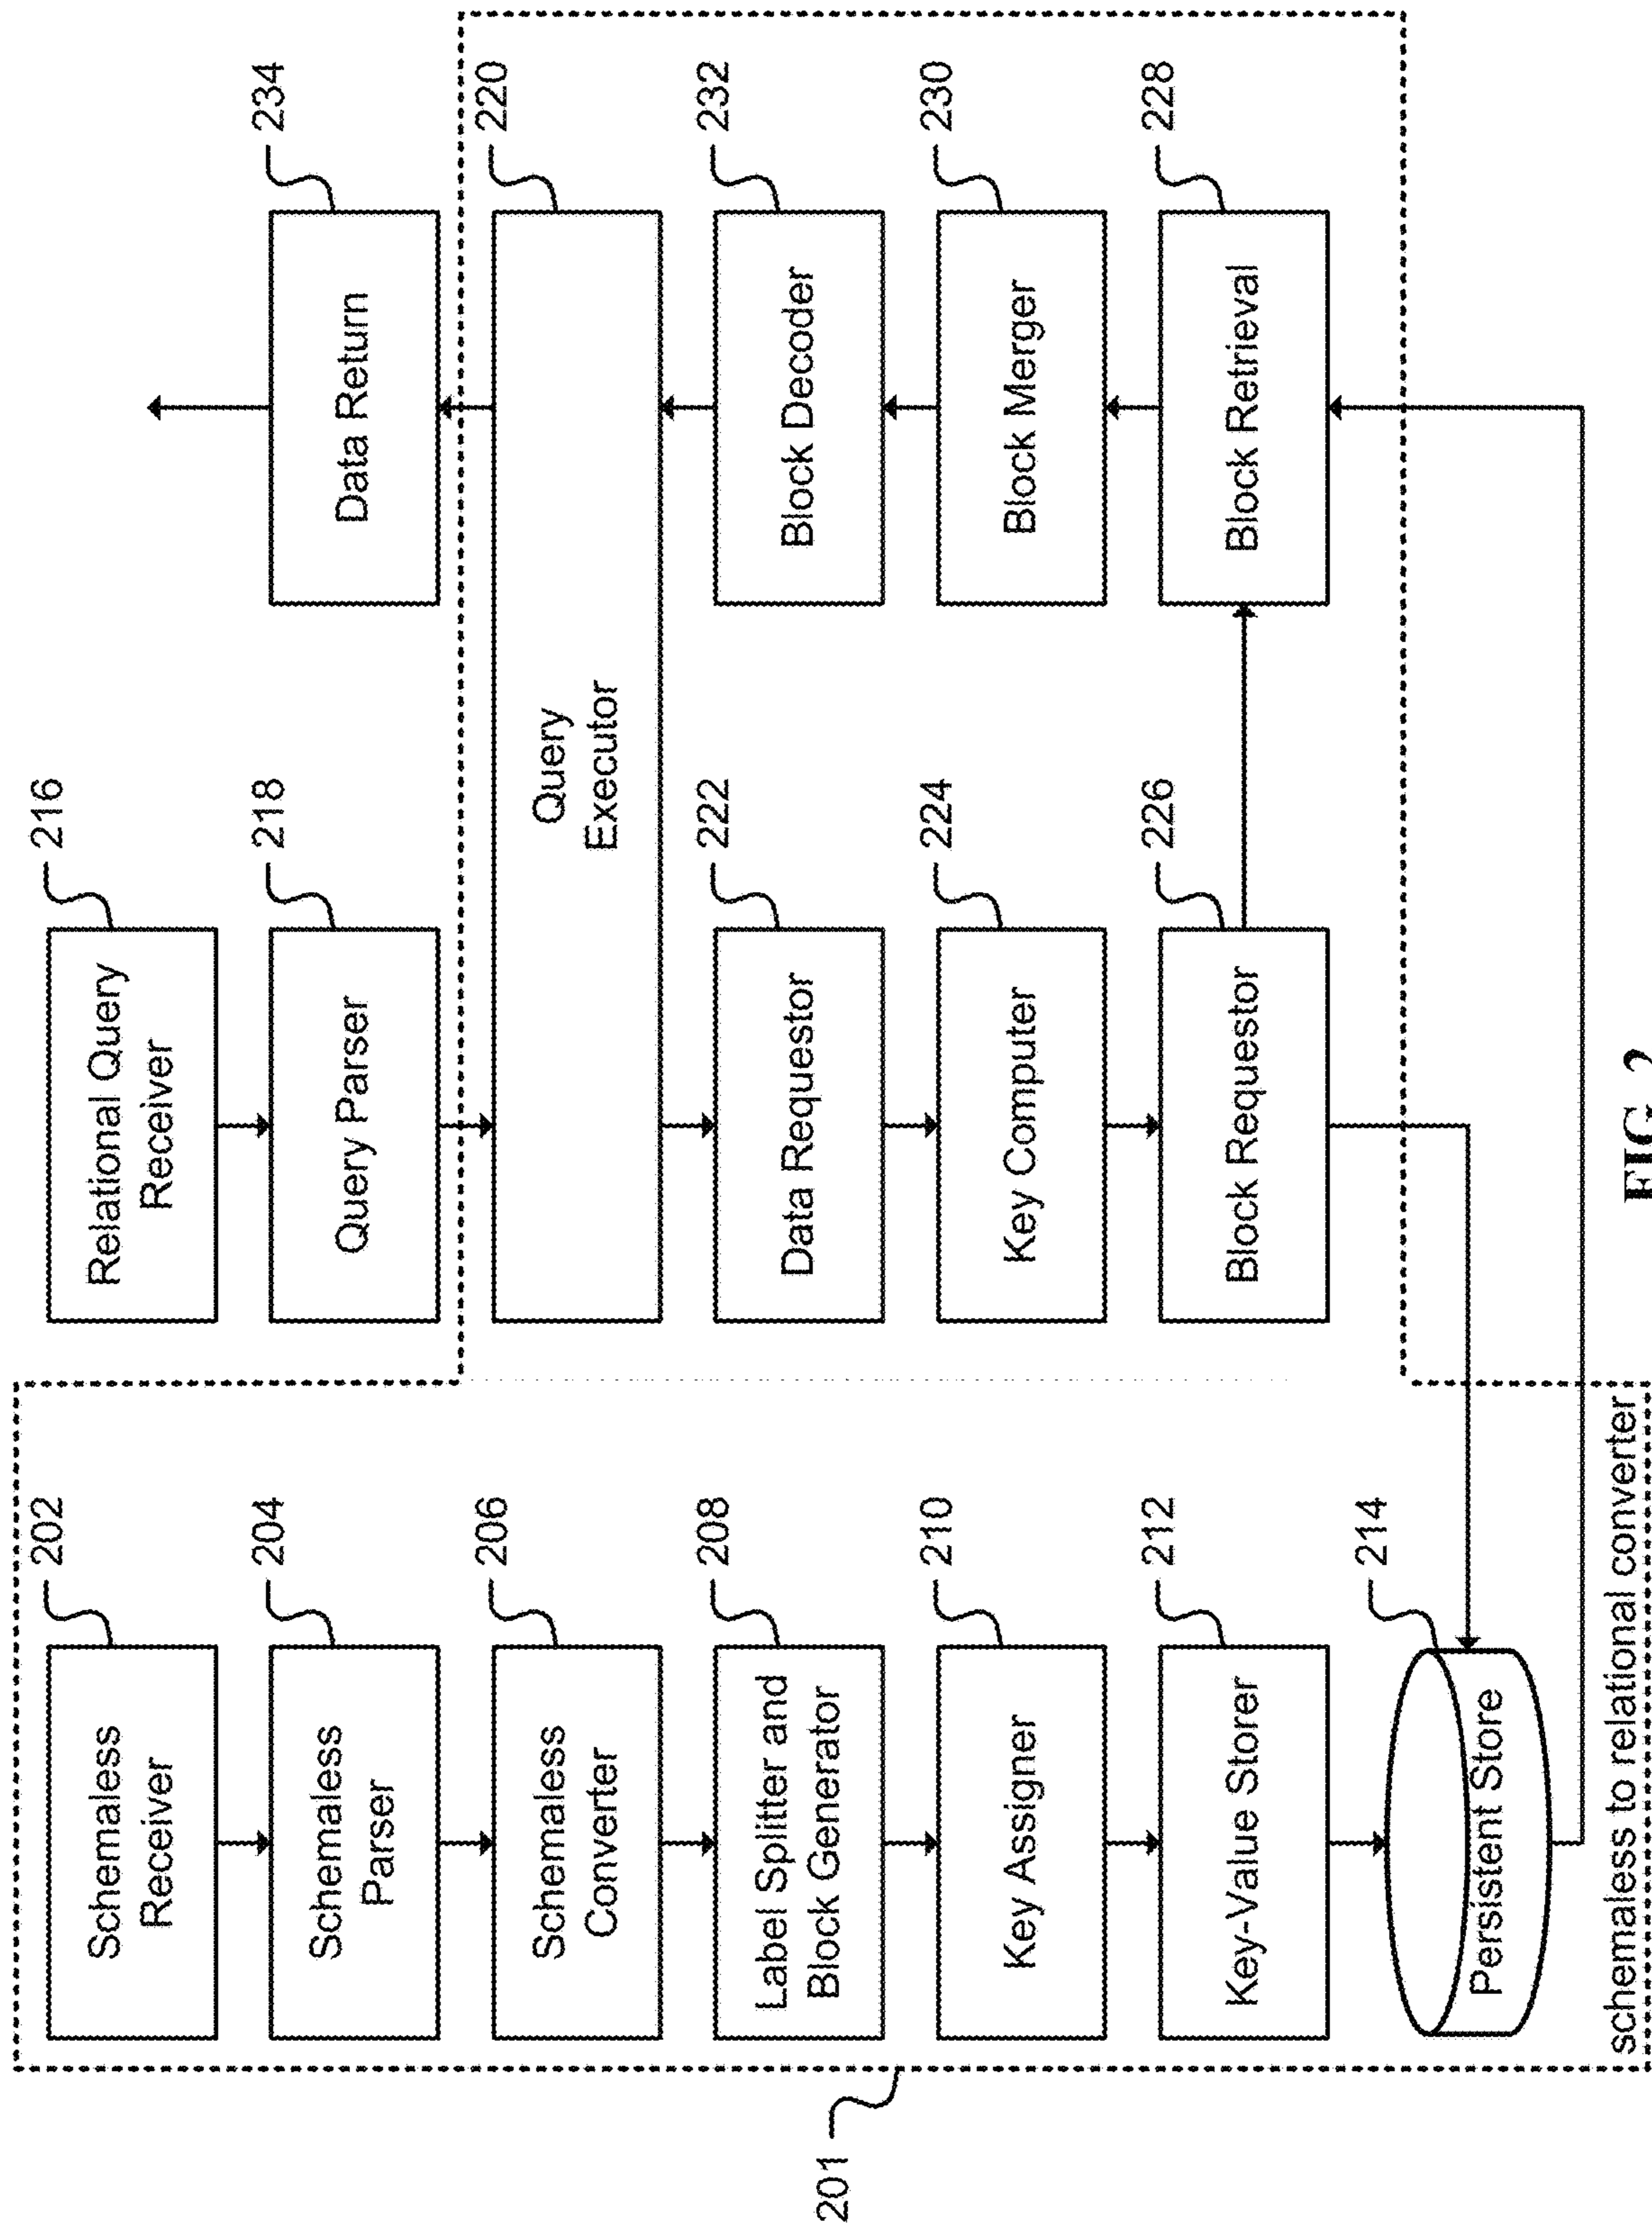 202
Schemaless
Receiver
204
Schemaless
Parser
206
Schemaless
Converter
208
Label Splitter and
Block Generator
210
Key Assigner
212
Key-Value Storer
214
Persistent Store
schemaless to relational converter
201
216
Relational Query
Receiver
218
Query Parser
220
Query
Executor
222
Data Requestor
224
Key Computer
226
Block Requestor
228
Block Retrieval
230
Block Merger
232
Block Decoder
234
Data Return
FIG. 2